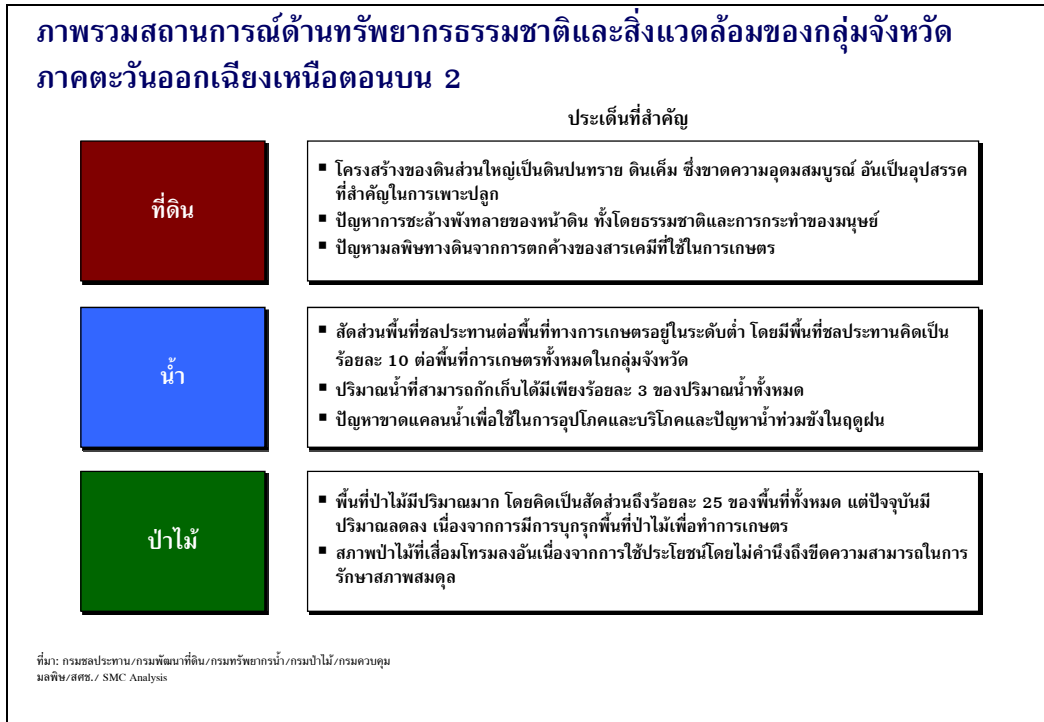 ภาพรวมสถานการณ์ด้านทรัพยากรธรรมชาติและสิ่งแวดล้อมของกลุ่มจังหวัด
ภาคตะวันออกเฉียงเหนือตอนบน 2
ประเด็นที่สำคัญ
ที่ดิน
▪ โครงสร้างของดินส่วนใหญ่เป็นดินปนทราย ดินเค็ม ซึ่งขาดความอุดมสมบูรณ์ อันเป็นอุปสรรค
ที่สำคัญในการเพาะปลูก
▪ ปัญหาการชะล้างพังทลายของหน้าดิน ทั้งโดยธรรมชาติและการกระทำของมนุษย์
▪ ปัญหามลพิษทางดินจากการตกค้างของสารเคมีที่ใช้ในการเกษตร
น้ำ
▪ สัดส่วนพื้นที่ชลประทานต่อพื้นที่ทางการเกษตรอยู่ในระดับต่ำ โดยมีพื้นที่ชลประทานคิดเป็น
ร้อยละ 10 ต่อพื้นที่การเกษตรทั้งหมดในกลุ่มจังหวัด
▪ ปริมาณน้ำที่สามารถกักเก็บได้มีเพียงร้อยละ 3 ของปริมาณน้ำทั้งหมด
▪ ปัญหาขาดแคลนน้ำเพื่อใช้ในการอุปโภคและบริโภคและปัญหาน้ำท่วมขังในฤดูฝน
ป่าไม้
▪ พื้นที่ป่าไม้มีปริมาณมาก โดยคิดเป็นสัดส่วนถึงร้อยละ 25 ของพื้นที่ทั้งหมด แต่ปัจจุบันมี
ปริมาณลดลง เนื่องจากการมีการบุกรุกพื้นที่ป่าไม้เพื่อทำการเกษตร
▪ สภาพป่าไม้ที่เสื่อมโทรมลงอันเนื่องจากการใช้ประโยชน์โดยไม่คำนึงถึงขีดความสามารถในการ
รักษาสภาพสมดุล
ที่มา: กรมชลประทาน/กรมพัฒนาที่ดิน/กรมทรัพยากรน้ำ/กรมป่าไม้/กรมควบคุม
มลพิษ/สศช./ SMC Analysis